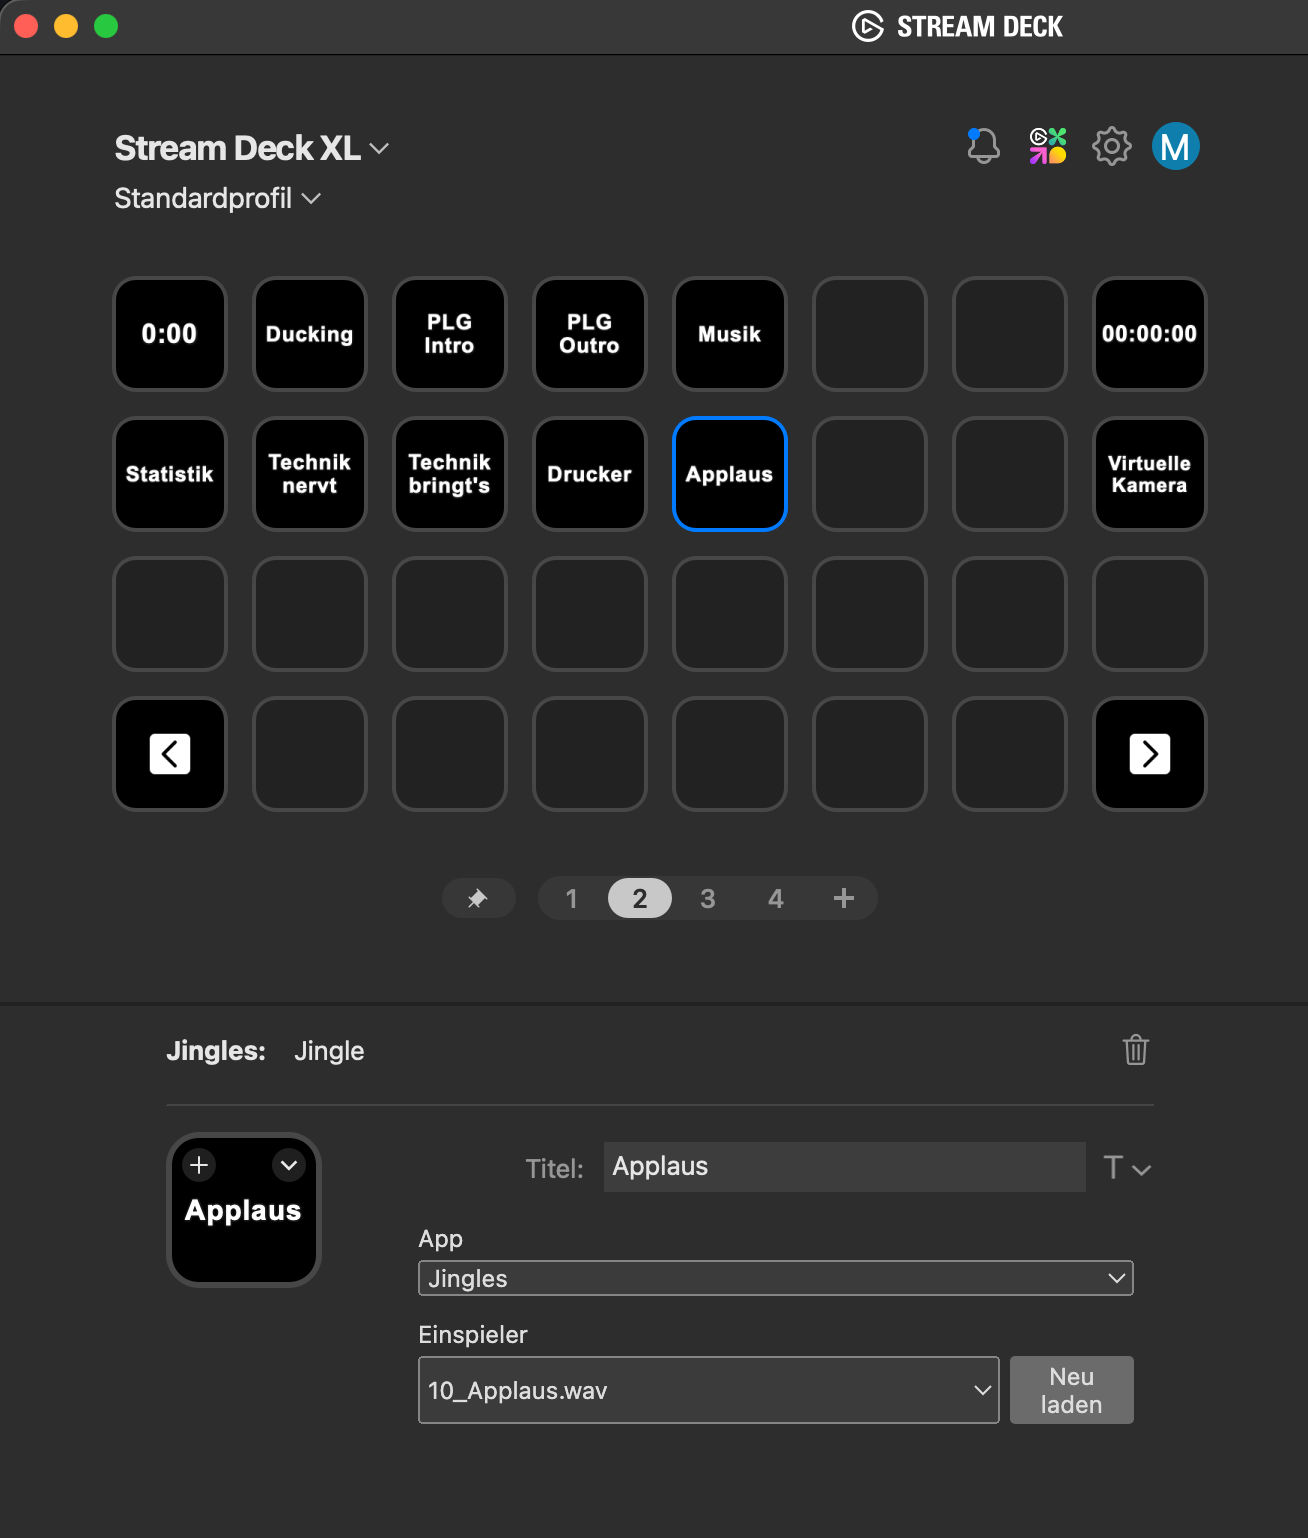 STREAM DECK
Stream Deck XL
M
Standardprofil
0:00
Ducking
PLG
Intro
PLG
Outro
Musik
00:00:00
Statistik
Technik
nervt
Technik
bringt's
Drucker
Applaus
Virtuelle
Kamera
1 2 3 4 +
Jingles: Jingle
Applaus
Titel: Applaus T
App
Jingles
Einspieler
10_Applaus.wav
Neu
laden